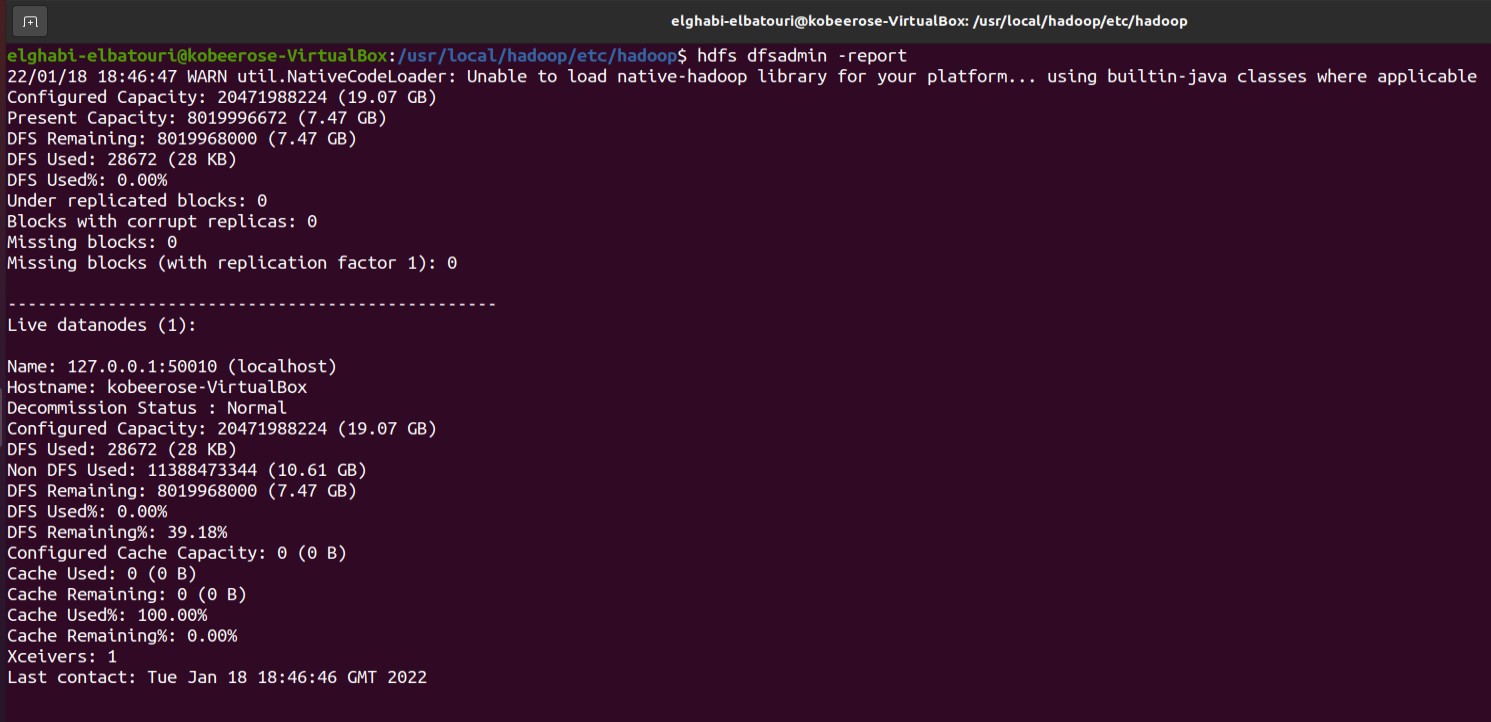 elghabi-elbatouri@kobeerose-VirtualBox: /usr/local/hadoop/etc/hadoop
elghabi-elbatouri@kobeerose-VirtualBox:/usr/local/hadoop/etc/hadoop$ hdfs dfsadmin -report
22/01/18 18:46:47 WARN util.NativeCodeLoader: Unable to load native-hadoop library for your platform... using builtin-java classes where applicable
Configured Capacity: 20471988224 (19.07 GB)
Present Capacity: 8019996672 (7.47 GB)
DFS Remaining: 8019968000 (7.47 GB)
DFS Used: 28672 (28 KB)
DFS Used%: 0.00%
Under replicated blocks: 0
Blocks with corrupt replicas: 0
Missing blocks: 0
Missing blocks (with replication factor 1): 0
-------------------------------------------------
Live datanodes (1):
Name: 127.0.0.1:50010 (localhost)
Hostname: kobeerose-VirtualBox
Decommission Status : Normal
Configured Capacity: 20471988224 (19.07 GB)
DFS Used: 28672 (28 KB)
Non DFS Used: 11388473344 (10.61 GB)
DFS Remaining: 8019968000 (7.47 GB)
DFS Used%: 0.00%
DFS Remaining%: 39.18%
Configured Cache Capacity: 0 (0 B)
Cache Used: 0 (0 B)
Cache Remaining: 0 (0 B)
Cache Used%: 100.00%
Cache Remaining%: 0.00%
Xceivers: 1
Last contact: Tue Jan 18 18:46:46 GMT 2022